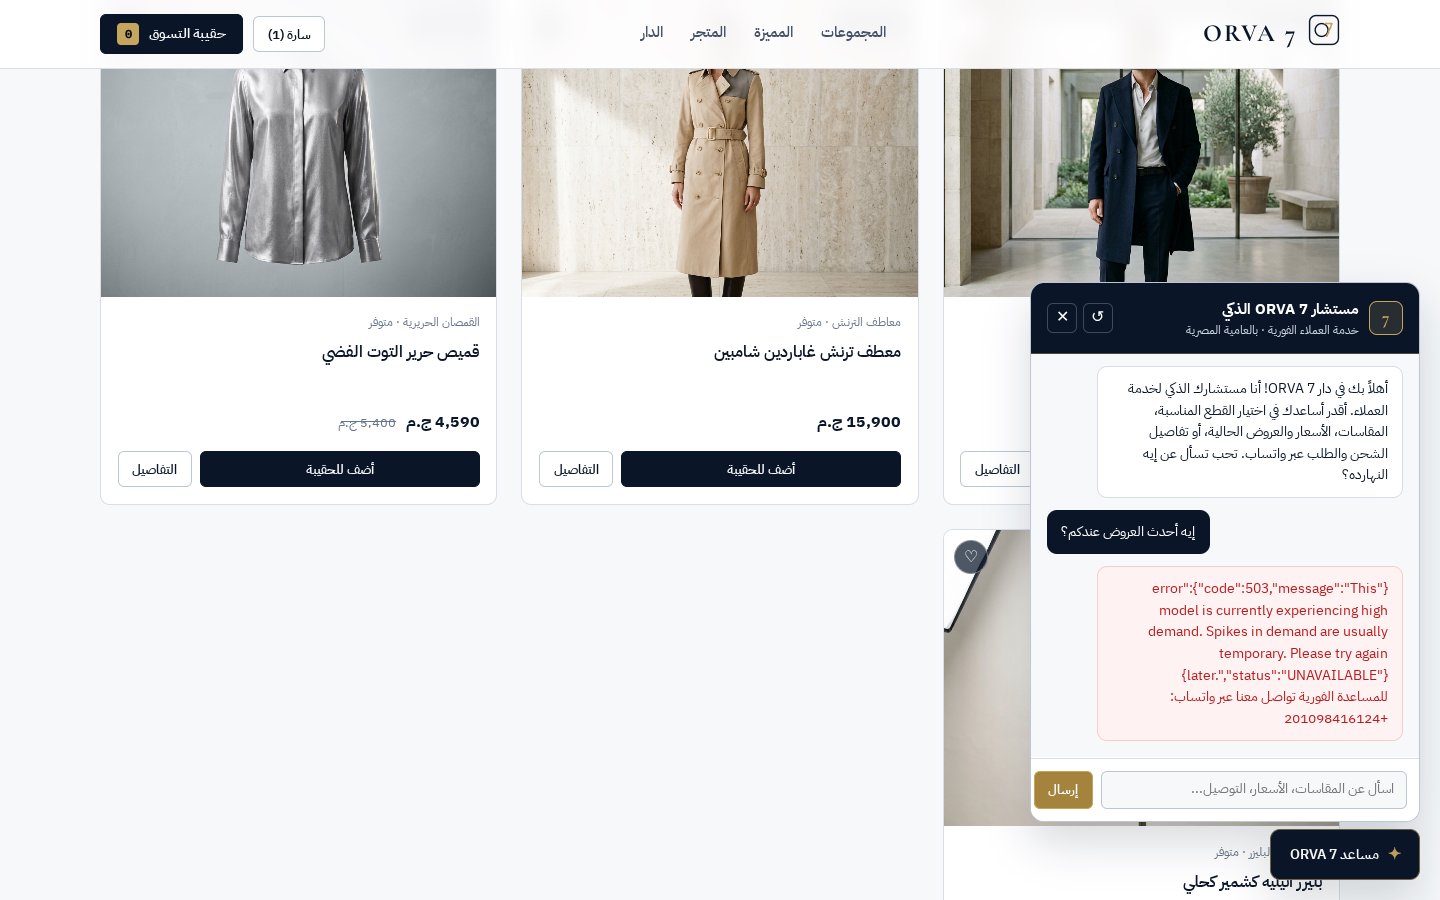 ORVA 7
المجموعات
المميزة
المتجر
الدار
سارة (1)
حقيبة التسوق 0
معاطف الترنش · متوفر
معطف ترنش غاباردين شامبين
15,900 ج.م
أضف للحقيبة
التفاصيل
القمصان الحريرية · متوفر
قميص حرير التوت الفضي
4,590 ج.م 5,400 ج.م
أضف للحقيبة
التفاصيل
التفاصيل
البليزر · متوفر
بليزر أتيليه كشمير كحلي
7
مستشار ORVA 7 الذكي
خدمة العملاء الفورية · بالعامية المصرية
أهلاً بك في دار ORVA 7! أنا مستشارك الذكي لخدمة
العملاء. أقدر أساعدك في اختيار القطع المناسبة،
المقاسات، الأسعار والعروض الحالية، أو تفاصيل
الشحن والطلب عبر واتساب. تحب تسأل عن إيه
النهارده؟
إيه أحدث العروض عندكم؟
{"error":{"code":503,"message":"This
model is currently experiencing high
demand. Spikes in demand are usually
temporary. Please try again
later.","status":"UNAVAILABLE"}}
للمساعدة الفورية تواصل معنا عبر واتساب:
+201098416124
اسأل عن المقاسات، الأسعار، التوصيل...
إرسال
مساعد ORVA 7